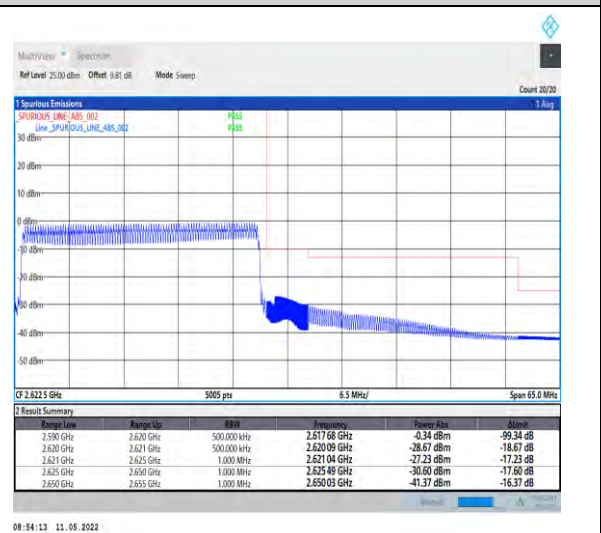 MultiView Spectrum
Ref Level 25.00 dBm Offset 9.81 dB Mode Sweep
Count 20/20
1 Spurious Emissions 1 Avg
_SPURIOUS_LINE_ABS_002 PASS
Line _SPURIOUS_LINE_ABS_002 PASS
30 dBm
20 dBm
10 dBm
0 dBm
-10 dBm
-20 dBm
-30 dBm
-40 dBm
-50 dBm
CF 2.6225 GHz 5005 pts 6.5 MHz/ Span 65.0 MHz
2 Result Summary
Range Low Range Up RBW Frequency Power Abs ΔLimit
2.590 GHz 2.620 GHz 500.000 kHz 2.61768 GHz -0.34 dBm -99.34 dB
2.620 GHz 2.621 GHz 500.000 kHz 2.62009 GHz -28.67 dBm -18.67 dB
2.621 GHz 2.625 GHz 1.000 MHz 2.62104 GHz -27.23 dBm -17.23 dB
2.625 GHz 2.650 GHz 1.000 MHz 2.62549 GHz -30.60 dBm -17.60 dB
2.650 GHz 2.655 GHz 1.000 MHz 2.65003 GHz -41.37 dBm -16.37 dB
08:54:13 11.05.2022